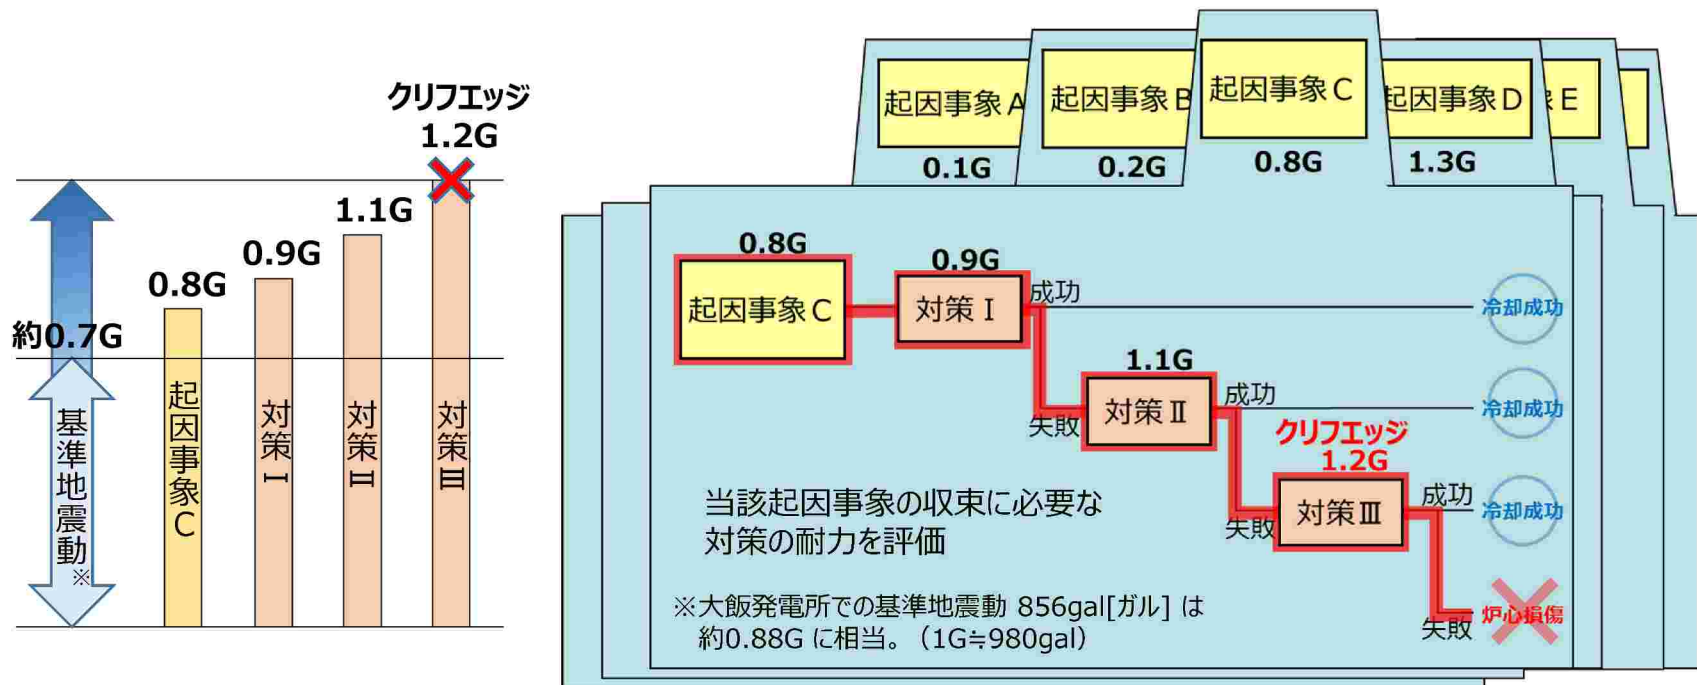 クリフエッジ
1.2G
1.1G
0.9G
0.8G
約0.7G
基準地震動※
起因事象C
対策Ⅰ
対策Ⅱ
対策Ⅲ
起因事象A
起因事象B
起因事象C
起因事象D
象E
0.1G
0.2G
0.8G
1.3G
0.8G
起因事象C
0.9G
対策Ⅰ
成功
冷却成功
失敗
1.1G
対策Ⅱ
成功
冷却成功
失敗
クリフエッジ
1.2G
対策Ⅲ
成功
冷却成功
失敗
炉心損傷
当該起因事象の収束に必要な
対策の耐力を評価
※大飯発電所での基準地震動 856gal[ガル] は
約0.88G に相当。（1G≒980gal）